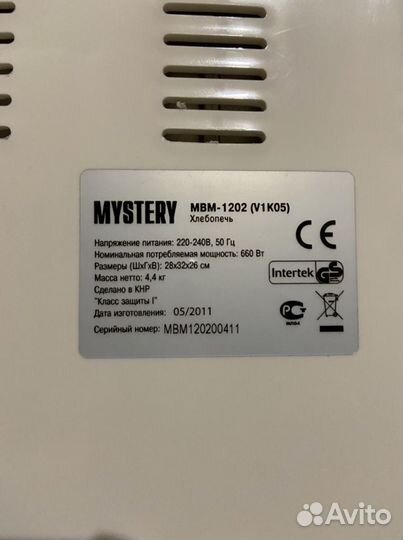 MYSTERY MBM-1202 (V1K05)
Хлебопечь
Напряжение питания: 220-240В, 50 Гц
Номинальная потребляемая мощность: 660 Вт
Размеры (ШхГхВ): 28х32х26 см
Масса нетто: 4,4 кг
Сделано в КНР
"Класс защиты I"
Дата изготовления: 05/2011
Серийный номер: MBM120200411
CE
Intertek GS
Avito